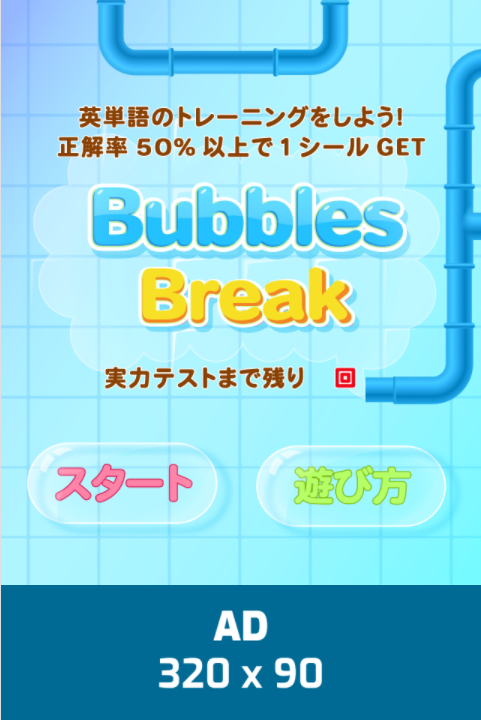 英単語のトレーニングをしよう!
正解率 50% 以上で 1 シール GET
Bubbles
Break
実力テストまで残り 回
スタート
遊び方
AD
320 x 90